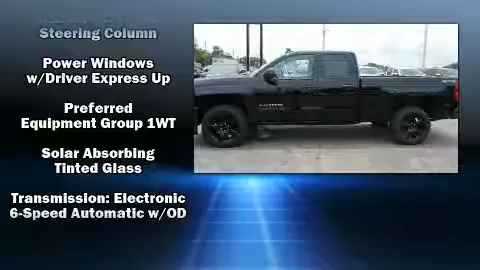 Steering Column
Power Windows
w/Driver Express Up
Preferred
Equipment Group 1WT
Solar Absorbing
Tinted Glass
Transmission: Electronic
6-Speed Automatic w/OD